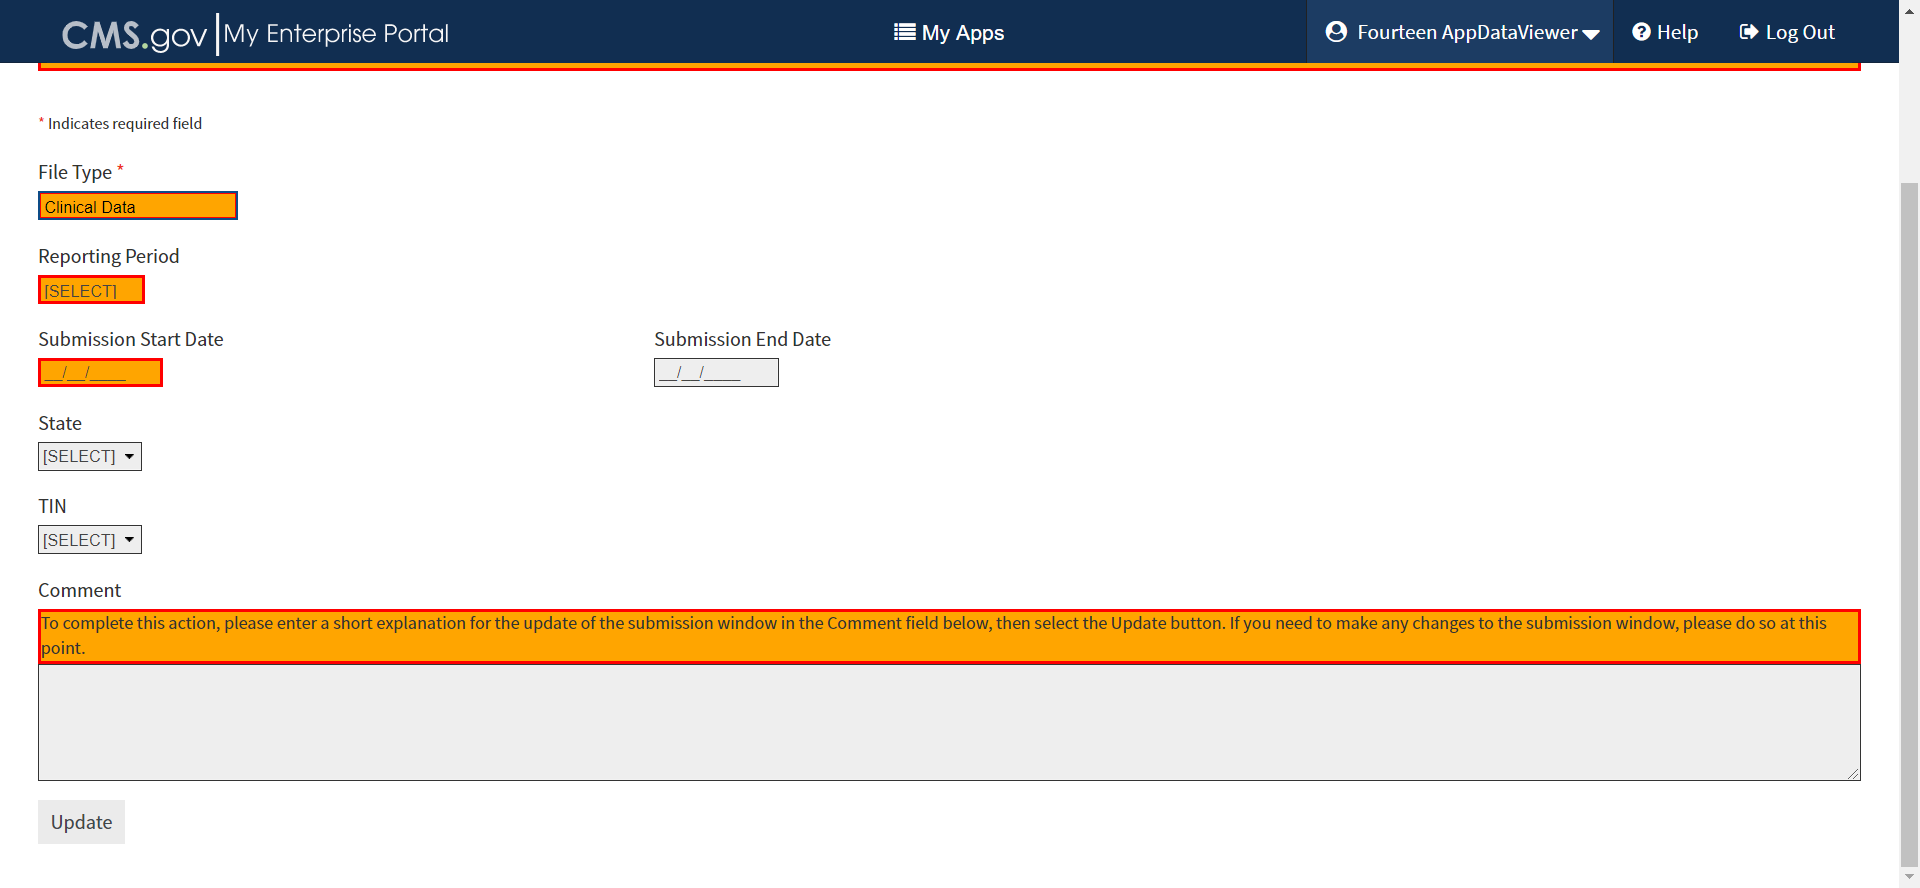 CMS.gov My Enterprise Portal My Apps Fourteen AppDataViewer Help Log Out
* Indicates required field
File Type *
Clinical Data
Reporting Period
[SELECT]
Submission Start Date Submission End Date
__/__/____ __/__/____
State
[SELECT]
TIN
[SELECT]
Comment
To complete this action, please enter a short explanation for the update of the submission window in the Comment field below, then select the Update button. If you need to make any changes to the submission window, please do so at this
point.
Update